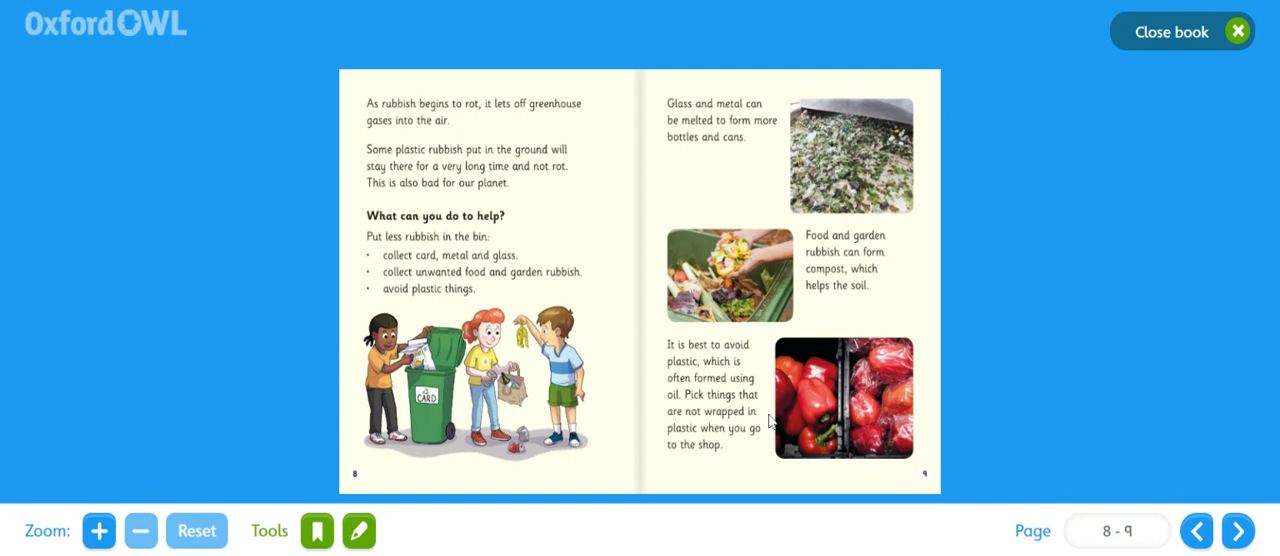 OxfordOWL
Close book
As rubbish begins to rot, it lets off greenhouse
gases into the air.
Some plastic rubbish put in the ground will
stay there for a very long time and not rot.
This is also bad for our planet.
What can you do to help?
Put less rubbish in the bin:
• collect card, metal and glass.
• collect unwanted food and garden rubbish.
• avoid plastic things.
CARD
8
Glass and metal can
be melted to form more
bottles and cans.
Food and garden
rubbish can form
compost, which
helps the soil.
It is best to avoid
plastic, which is
often formed using
oil. Pick things that
are not wrapped in
plastic when you go
to the shop.
9
Zoom:
Reset
Tools
Page
8 - 9